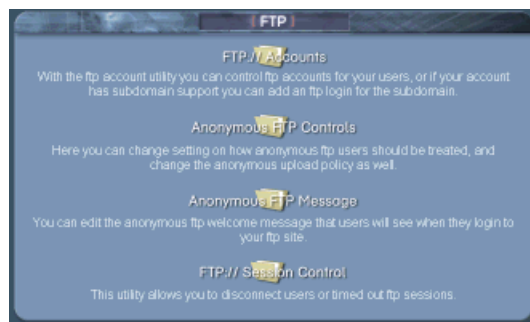 FTP
FTP:// Accounts
With the ftp account utility you can control ftp accounts for your users, or if your account
has subdomain support you can add an ftp login for the subdomain.
Anonymous FTP Controls
Here you can change setting on how anonymous ftp users should be treated, and
change the anonymous upload policy as well.
Anonymous FTP Message
You can edit the anonymous ftp welcome message that users will see when they login to
your ftp site.
FTP:// Session Control
This utility allows you to disconnect users or timed out ftp sessions.